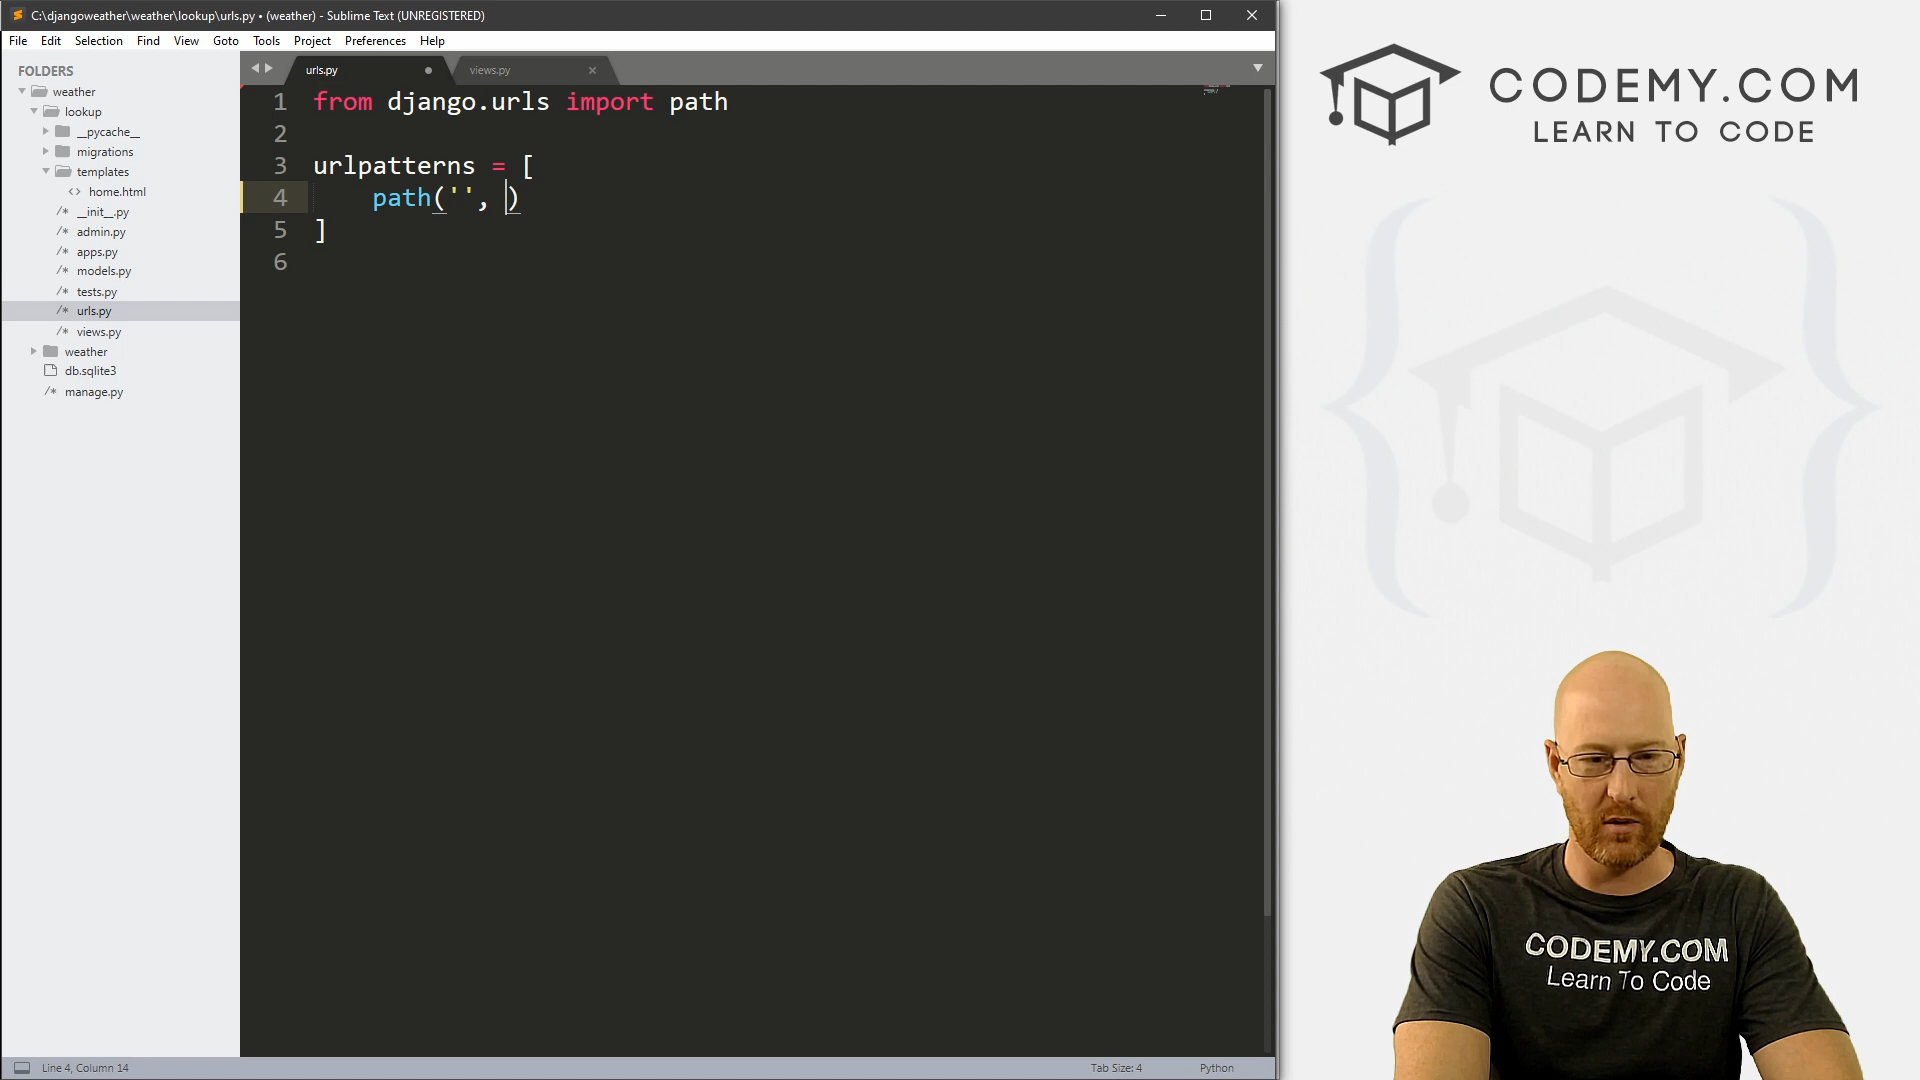 C:\djangoweather\weather\lookup\urls.py • (weather) - Sublime Text (UNREGISTERED)
File Edit Selection Find View Goto Tools Project Preferences Help
FOLDERS
weather
lookup
__pycache__
migrations
templates
<> home.html
/* __init__.py
/* admin.py
/* apps.py
/* models.py
/* tests.py
/* urls.py
/* views.py
weather
db.sqlite3
/* manage.py
urls.py
views.py
1 from django.urls import path
2
3 urlpatterns = [
4 path('', )
5 ]
6
Line 4, Column 14
Tab Size: 4
Python
CODEMY.COM
LEARN TO CODE
CODEMY.COM
Learn To Code